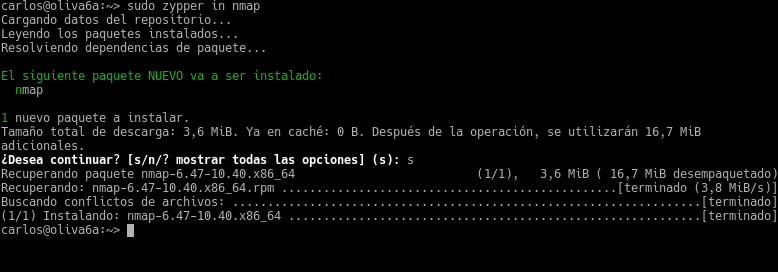 carlos@oliva6a:~> sudo zypper in nmap
Cargando datos del repositorio...
Leyendo los paquetes instalados...
Resolviendo dependencias de paquete...
El siguiente paquete NUEVO va a ser instalado:
nmap
1 nuevo paquete a instalar.
Tamaño total de descarga: 3,6 MiB. Ya en caché: 0 B. Después de la operación, se utilizarán 16,7 MiB
adicionales.
¿Desea continuar? [s/n/? mostrar todas las opciones] (s): s
Recuperando paquete nmap-6.47-10.40.x86_64 (1/1), 3,6 MiB ( 16,7 MiB desempaquetado)
Recuperando: nmap-6.47-10.40.x86_64.rpm ................................................[terminado (3,8 MiB/s)]
Buscando conflictos de archivos: ...................................................................[terminado]
(1/1) Instalando: nmap-6.47-10.40.x86_64 ...........................................................[terminado]
carlos@oliva6a:~>